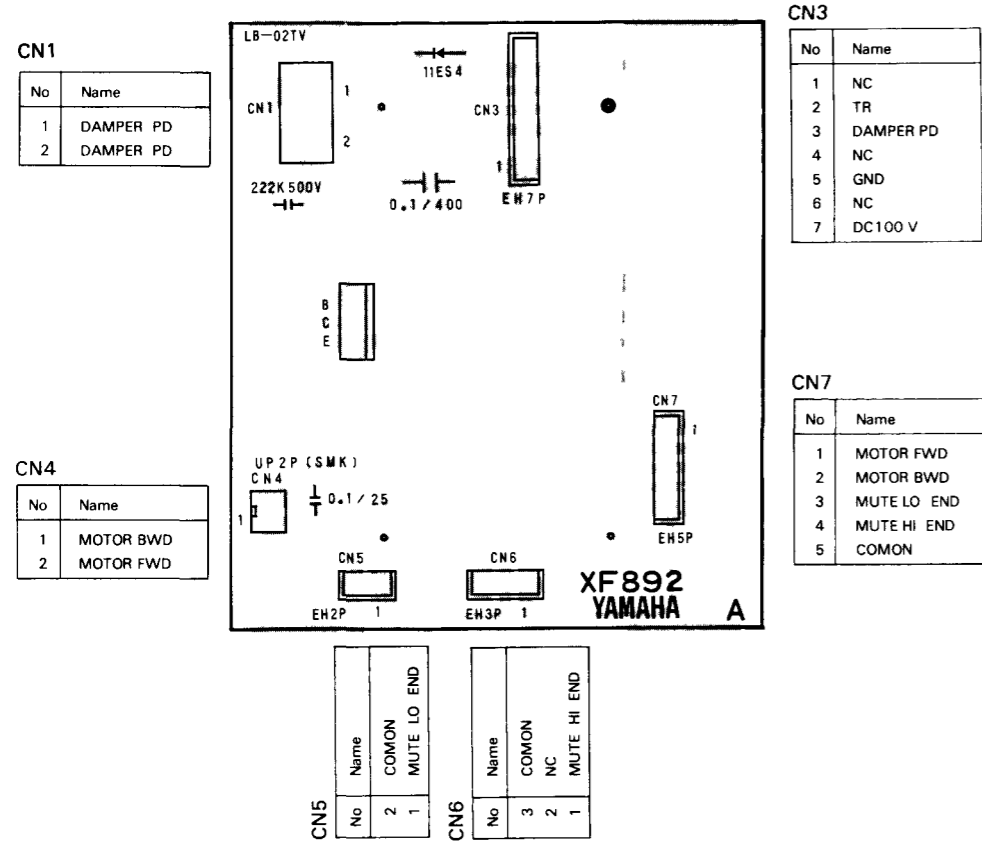 CN1
No Name
1 DAMPER PD
2 DAMPER PD
LB-02TV
11ES4
CN1
1
2
CN3
1
EH7P
222K500V
0.1/400
B
C
E
CN7
1
EH5P
UP2P(SMK)
CN4
1
0.1/25
CN5
EH2P 1
CN6
EH3P 1
XF892
YAMAHA A
CN3
No Name
1 NC
2 TR
3 DAMPER PD
4 NC
5 GND
6 NC
7 DC100 V
CN7
No Name
1 MOTOR FWD
2 MOTOR BWD
3 MUTE LO END
4 MUTE HI END
5 COMON
CN4
No Name
1 MOTOR BWD
2 MOTOR FWD
CN5
No Name
2 COMON
1 MUTE LO END
CN6
No Name
3 COMON
2 NC
1 MUTE HI END